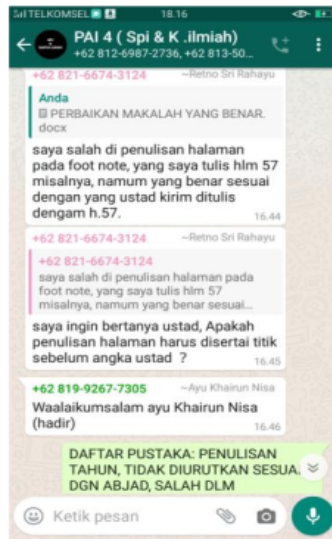 TELKOMSEL
18.16
PAI 4 ( Spi & K .ilmiah)
+62 812-6987-2736, +62 813-50...
+62 821-6674-3124 ~Retno Sri Rahayu
Anda
PERBAIKAN MAKALAH YANG BENAR.
docx
saya salah di penulisan halaman
pada foot note, yang saya tulis hlm 57
misalnya, namum yang benar sesuai
dengan yang ustad kirim ditulis
dengam h.57.
16.44
+62 821-6674-3124 ~Retno Sri Rahayu
+62 821-6674-3124
saya salah di penulisan halaman pada
foot note, yang saya tulis hlm 57
misalnya, namum yang benar sesuai...
saya ingin bertanya ustad, Apakah
penulisan halaman harus disertai titik
sebelum angka ustad ?
16.45
+62 819-9267-7305 ~Ayu Khairun Nisa
Waalaikumsalam ayu Khairun Nisa
(hadir)
16.46
DAFTAR PUSTAKA: PENULISAN
TAHUN, TIDAK DIURUTKAN SESUA
DGN ABJAD, SALAH DLM
Ketik pesan